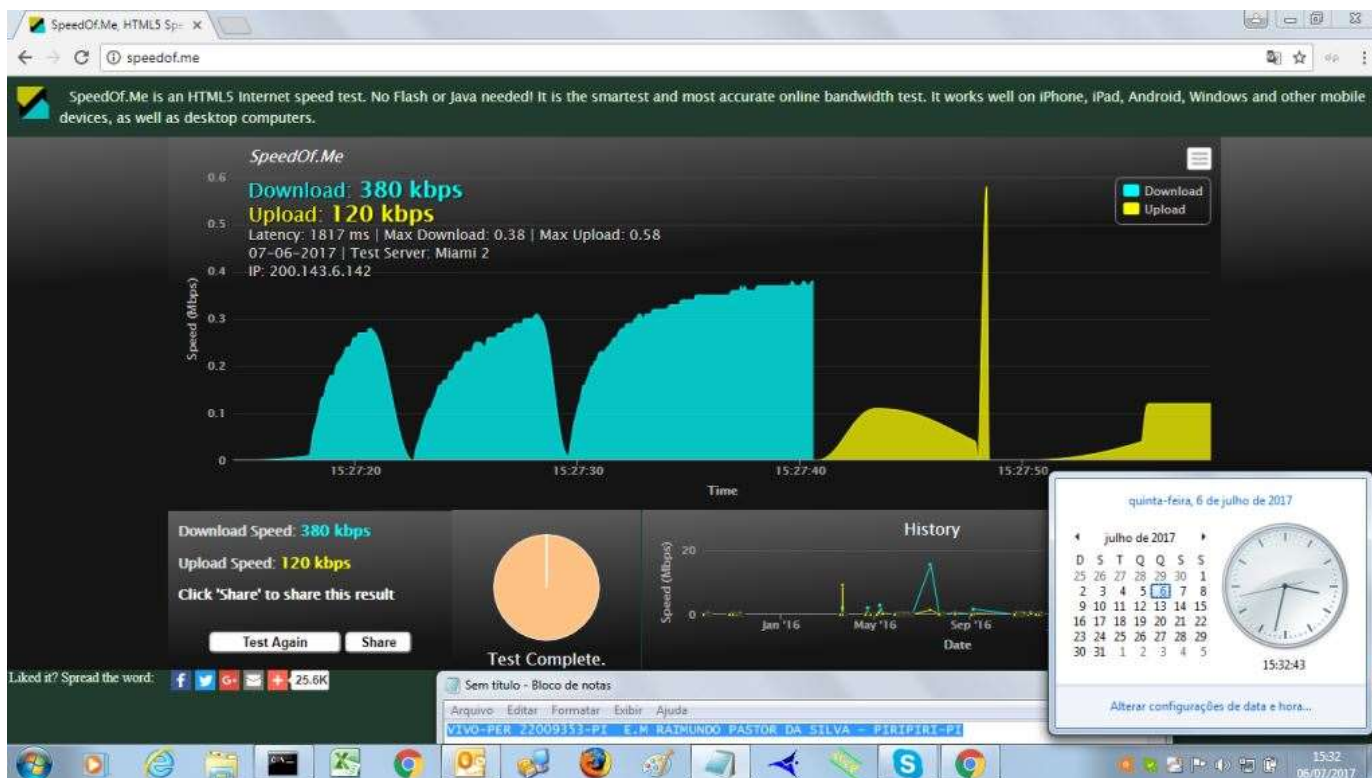 SpeedOf.Me, HTML5 Spe
speedof.me
SpeedOf.Me is an HTML5 Internet speed test. No Flash or Java needed! It is the smartest and most accurate online bandwidth test. It works well on iPhone, iPad, Android, Windows and other mobile
devices, as well as desktop computers.
SpeedOf.Me
Download: 380 kbps
Upload: 120 kbps
Latency: 1817 ms | Max Download: 0.38 | Max Upload: 0.58
07-06-2017 | Test Server: Miami 2
IP: 200.143.6.142
Download
Upload
0.6
0.5
0.4
0.3
0.2
0.1
0
Speed (Mbps)
15:27:20 15:27:30 15:27:40 15:27:50
Time
Download Speed: 380 kbps
Upload Speed: 120 kbps
Click 'Share' to share this result
Test Again Share
Test Complete.
History
Speed (Mbps)
20
0
Jan '16 May '16 Sep '16
Date
quinta-feira, 6 de julho de 2017
julho de 2017
D S T Q Q S S
25 26 27 28 29 30 1
2 3 4 5 6 7 8
9 10 11 12 13 14 15
16 17 18 19 20 21 22
23 24 25 26 27 28 29
30 31 1 2 3 4 5
15:32:43
Alterar configurações de data e hora...
Liked it? Spread the word:
25.6K
Sem título - Bloco de notas
Arquivo Editar Formatar Exibir Ajuda
VIVO-PER 22009353-PI E.M RAIMUNDO PASTOR DA SILVA - PIRIPIRI-PI
15:32
06/07/2017